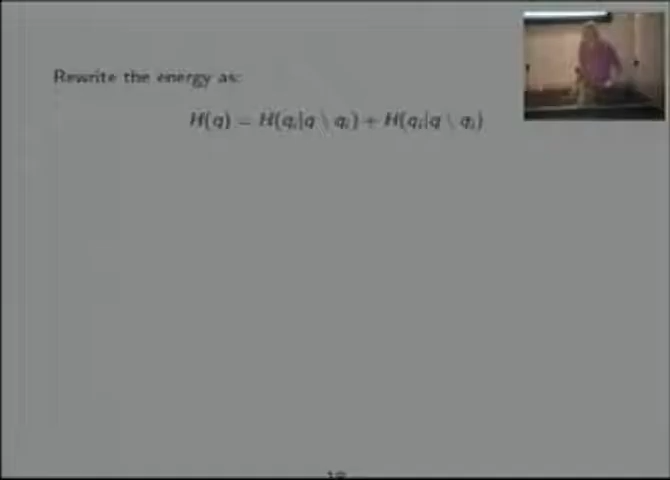 Rewrite the energy as:
H(q) = H(qᵢ|q \ qᵢ) + H(qᵢ|q \ qᵢ)